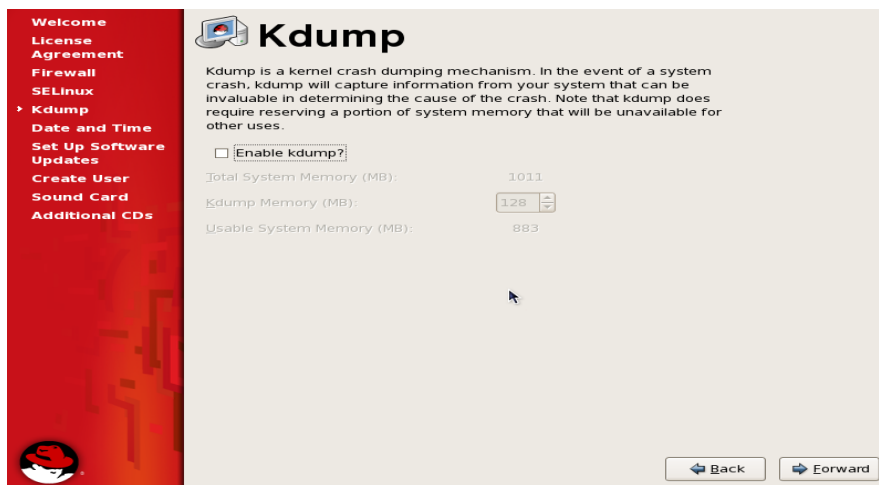 Welcome
License
Agreement
Firewall
SELinux
Kdump
Date and Time
Set Up Software
Updates
Create User
Sound Card
Additional CDs
Kdump
Kdump is a kernel crash dumping mechanism. In the event of a system
crash, kdump will capture information from your system that can be
invaluable in determining the cause of the crash. Note that kdump does
require reserving a portion of system memory that will be unavailable for
other uses.
Enable kdump?
Total System Memory (MB): 1011
Kdump Memory (MB): 128
Usable System Memory (MB): 883
Back Forward